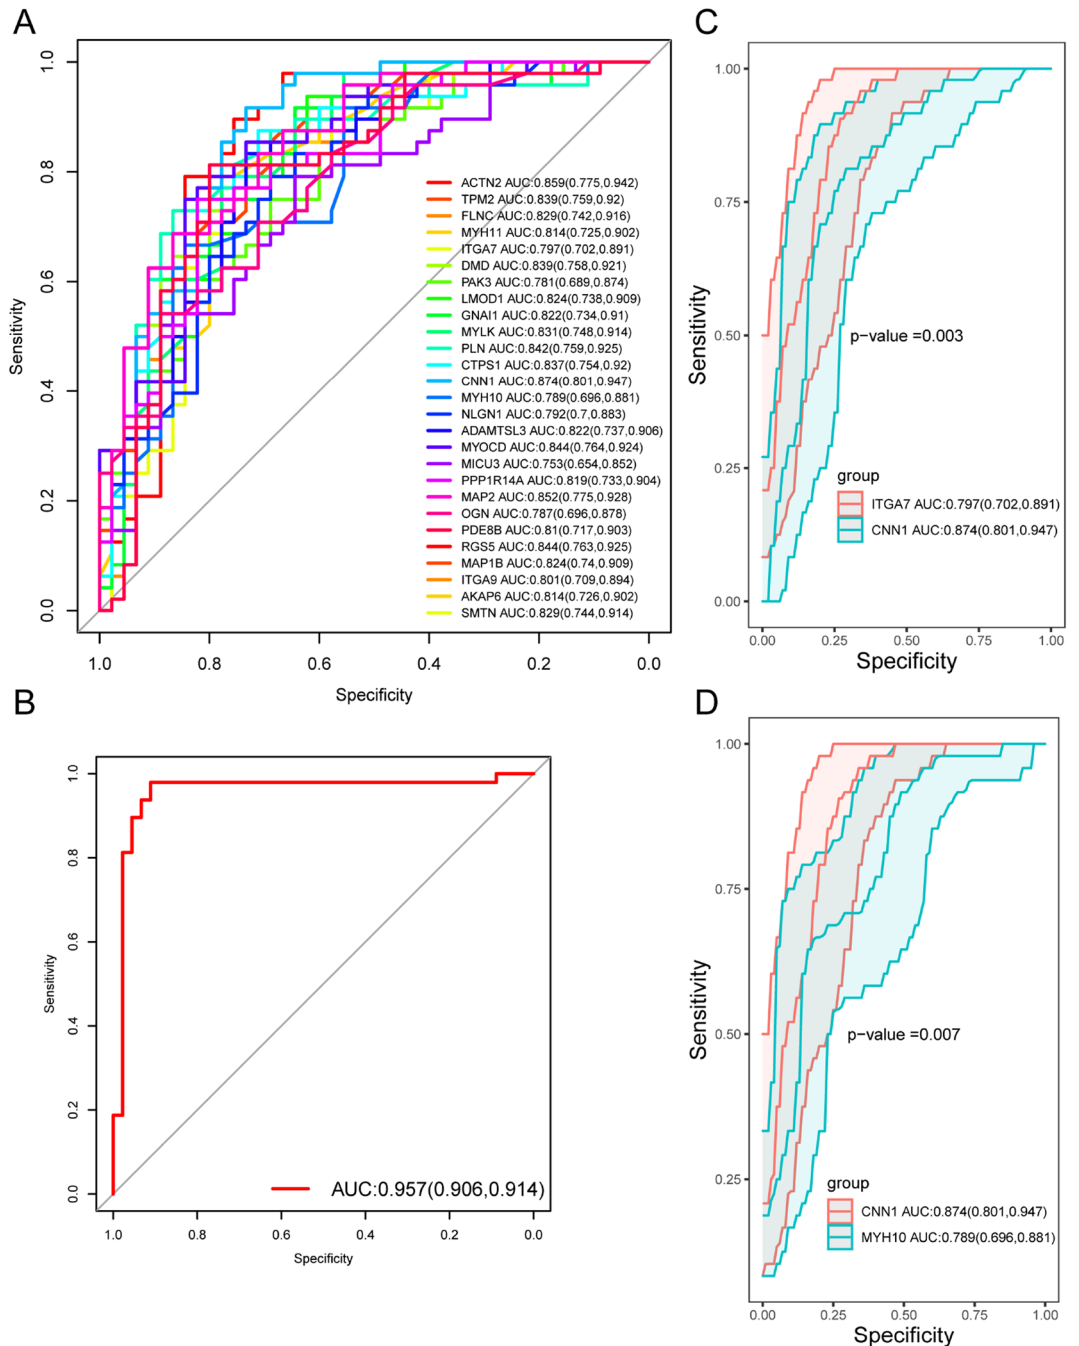 A
1.0
0.8
0.6
0.4
0.2
0.0
Sensitivity
ACTN2 AUC:0.859(0.775,0.942)
TPM2 AUC:0.839(0.759,0.92)
FLNC AUC:0.829(0.742,0.916)
MYH11 AUC:0.814(0.725,0.902)
ITGA7 AUC:0.797(0.702,0.891)
DMD AUC:0.839(0.758,0.921)
PAK3 AUC:0.781(0.689,0.874)
LMOD1 AUC:0.824(0.738,0.909)
GNAI1 AUC:0.822(0.734,0.91)
MYLK AUC:0.831(0.748,0.914)
PLN AUC:0.842(0.759,0.925)
CTPS1 AUC:0.837(0.754,0.92)
CNN1 AUC:0.874(0.801,0.947)
MYH10 AUC:0.789(0.696,0.881)
NLGN1 AUC:0.792(0.7,0.883)
ADAMTSL3 AUC:0.822(0.737,0.906)
MYOCD AUC:0.844(0.764,0.924)
MICU3 AUC:0.753(0.654,0.852)
PPP1R14A AUC:0.819(0.733,0.904)
MAP2 AUC:0.852(0.775,0.928)
OGN AUC:0.787(0.696,0.878)
PDE8B AUC:0.81(0.717,0.903)
RGS5 AUC:0.844(0.763,0.925)
MAP1B AUC:0.824(0.74,0.909)
ITGA9 AUC:0.801(0.709,0.894)
AKAP6 AUC:0.814(0.726,0.902)
SMTN AUC:0.829(0.744,0.914)
1.0 0.8 0.6 0.4 0.2 0.0
Specificity
C
1.00
0.75
0.50
0.25
0.00
Sensitivity
p-value =0.003
group
ITGA7 AUC:0.797(0.702,0.891)
CNN1 AUC:0.874(0.801,0.947)
0.00 0.25 0.50 0.75 1.00
Specificity
B
1.0
0.8
0.6
0.4
0.2
0.0
Sensitivity
AUC:0.957(0.906,0.914)
1.0 0.8 0.6 0.4 0.2 0.0
Specificity
D
1.00
0.75
0.50
0.25
Sensitivity
p-value =0.007
group
CNN1 AUC:0.874(0.801,0.947)
MYH10 AUC:0.789(0.696,0.881)
0.00 0.25 0.50 0.75 1.00
Specificity